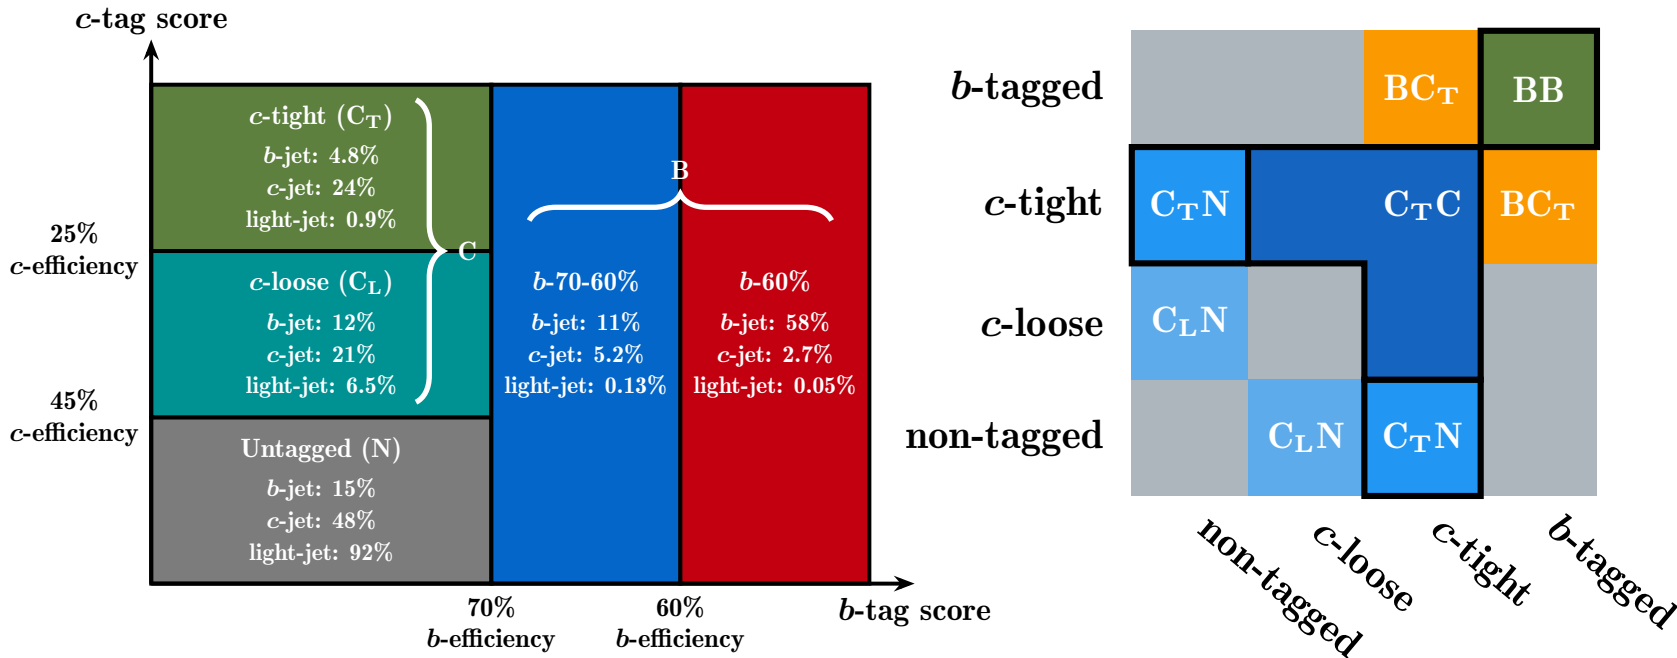 c-tag score
c-tight (C_T)
b-jet: 4.8%
c-jet: 24%
light-jet: 0.9%
25%
c-efficiency
c-loose (C_L)
b-jet: 12%
c-jet: 21%
light-jet: 6.5%
45%
c-efficiency
Untagged (N)
b-jet: 15%
c-jet: 48%
light-jet: 92%
C
B
b-70-60%
b-jet: 11%
c-jet: 5.2%
light-jet: 0.13%
b-60%
b-jet: 58%
c-jet: 2.7%
light-jet: 0.05%
70%
b-efficiency
60%
b-efficiency
b-tag score
b-tagged
BC_T
BB
c-tight
C_TN
C_TC
BC_T
c-loose
C_LN
non-tagged
C_LN
C_TN
non-tagged
c-loose
c-tight
b-tagged